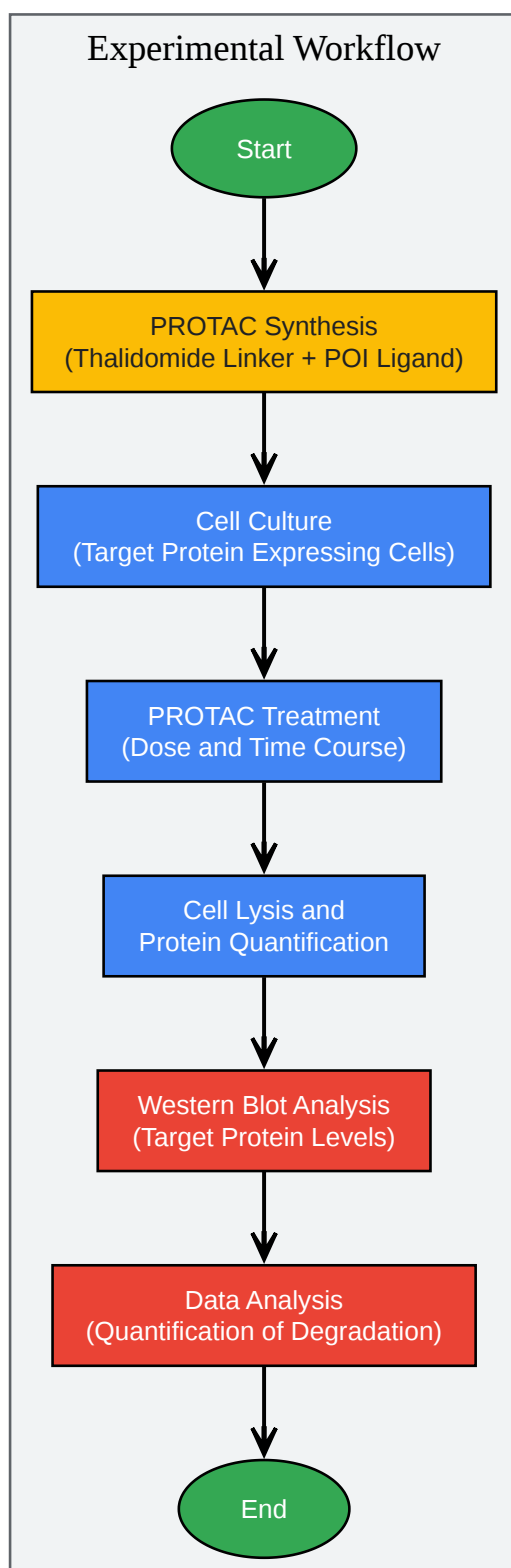 Experimental Workflow
Start
PROTAC Synthesis
(Thalidomide Linker + POI Ligand)
Cell Culture
(Target Protein Expressing Cells)
PROTAC Treatment
(Dose and Time Course)
Cell Lysis and
Protein Quantification
Western Blot Analysis
(Target Protein Levels)
Data Analysis
(Quantification of Degradation)
End